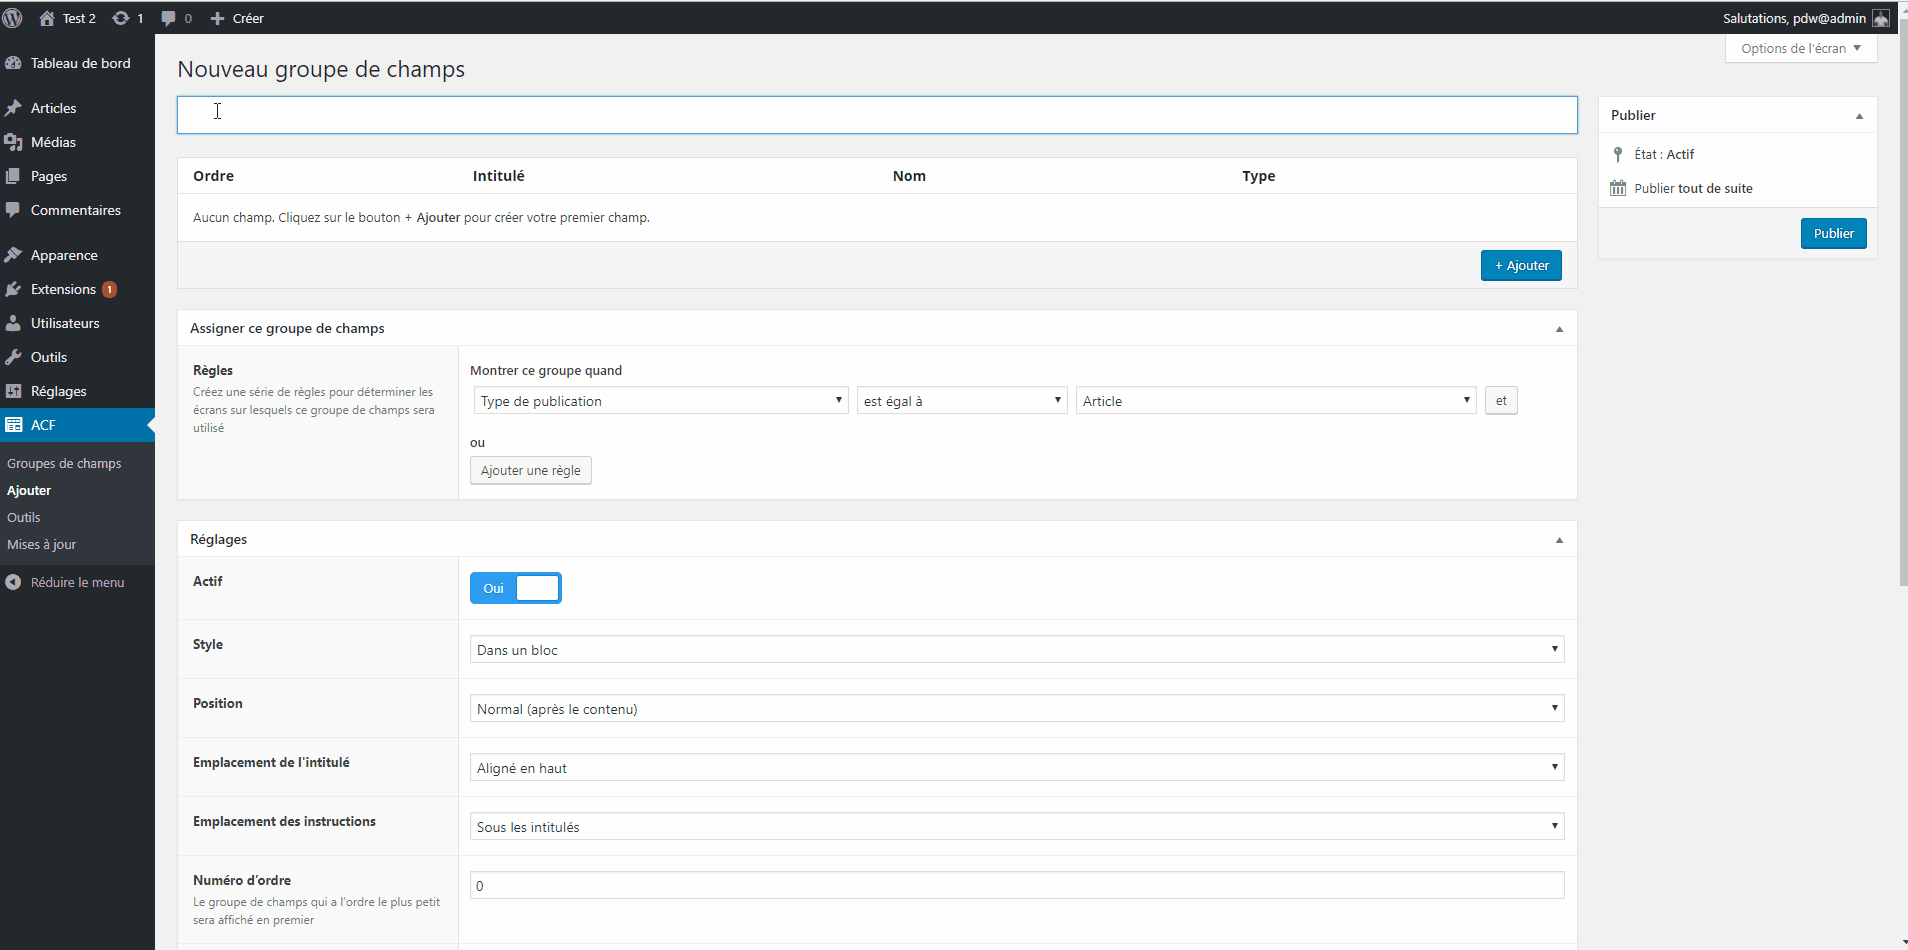 Test 2 1 0 Créer Salutations, pdw@admin
Options de l'écran
Tableau de bord
Articles
Médias
Pages
Commentaires
Apparence
Extensions 1
Utilisateurs
Outils
Réglages
ACF
Groupes de champs
Ajouter
Outils
Mises à jour
Réduire le menu
Nouveau groupe de champs
Ordre Intitulé Nom Type
Aucun champ. Cliquez sur le bouton + Ajouter pour créer votre premier champ.
+ Ajouter
Assigner ce groupe de champs
Règles
Créez une série de règles pour déterminer les
écrans sur lesquels ce groupe de champs sera
utilisé
Montrer ce groupe quand
Type de publication est égal à Article et
ou
Ajouter une règle
Réglages
Actif
Oui
Style
Dans un bloc
Position
Normal (après le contenu)
Emplacement de l'intitulé
Aligné en haut
Emplacement des instructions
Sous les intitulés
Numéro d’ordre
Le groupe de champs qui a l’ordre le plus petit
sera affiché en premier
0
Publier
État : Actif
Publier tout de suite
Publier